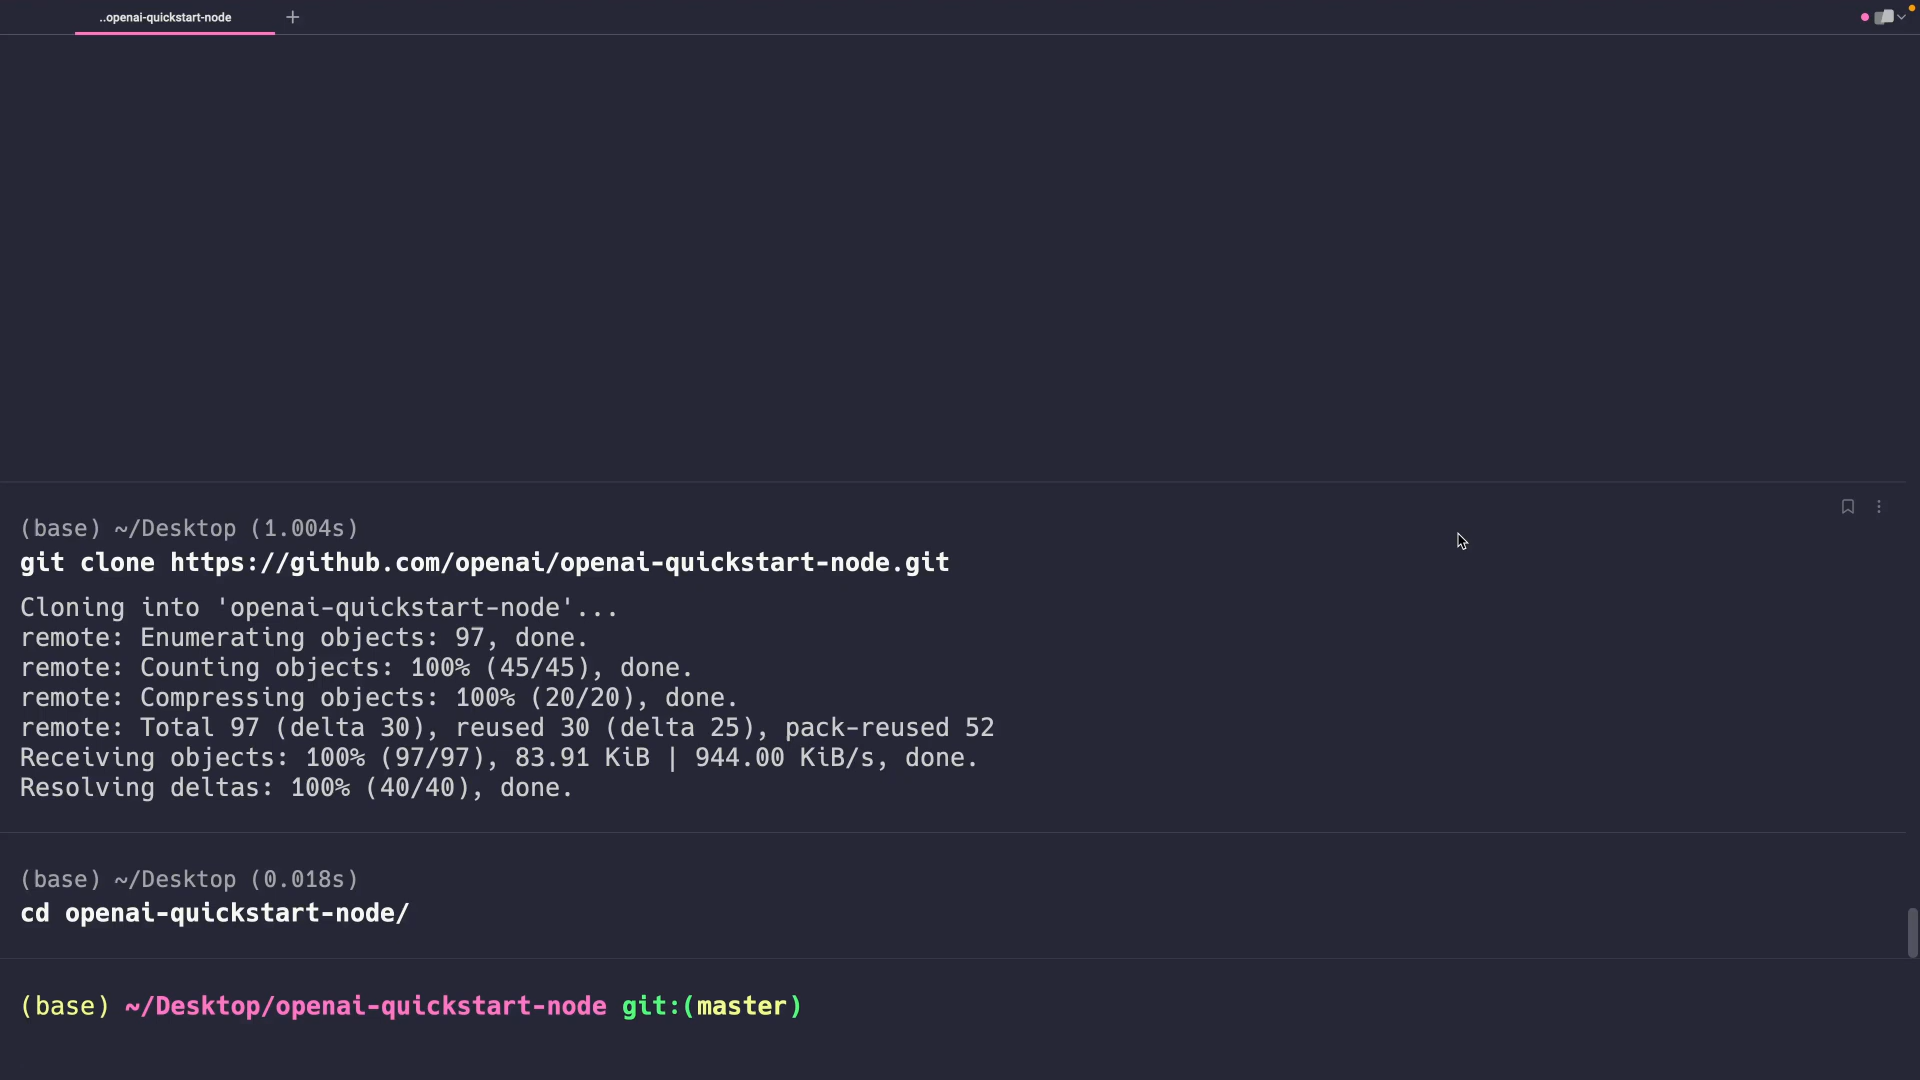 ..openai-quickstart-node
(base) ~/Desktop (1.004s)
git clone https://github.com/openai/openai-quickstart-node.git
Cloning into 'openai-quickstart-node'...
remote: Enumerating objects: 97, done.
remote: Counting objects: 100% (45/45), done.
remote: Compressing objects: 100% (20/20), done.
remote: Total 97 (delta 30), reused 30 (delta 25), pack-reused 52
Receiving objects: 100% (97/97), 83.91 KiB | 944.00 KiB/s, done.
Resolving deltas: 100% (40/40), done.
(base) ~/Desktop (0.018s)
cd openai-quickstart-node/
(base) ~/Desktop/openai-quickstart-node git:(master)